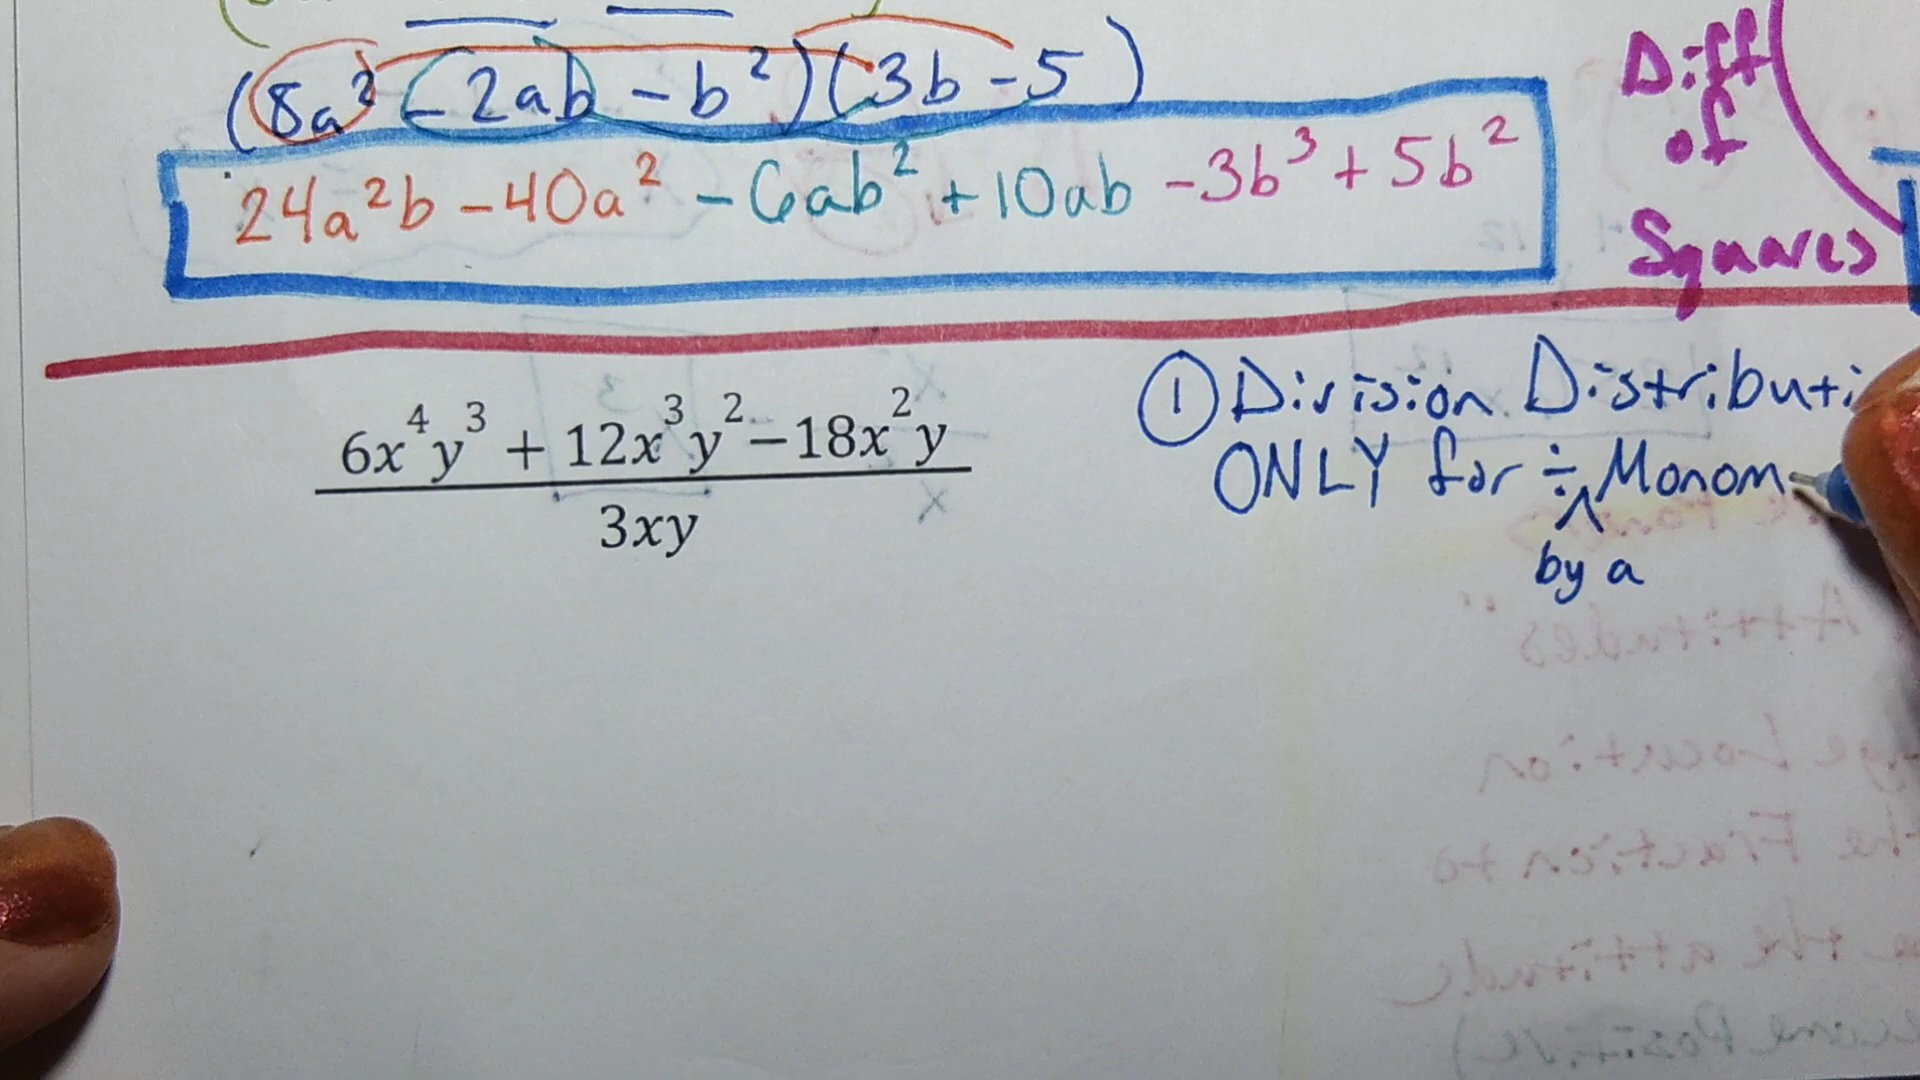 (8a² - 2ab - b²)(3b - 5)
24a²b - 40a² - 6ab² + 10ab - 3b³ + 5b²
Diff
of
Squares
6x⁴y³ + 12x³y² - 18x²y
3xy
① Division Distributi
ONLY for ÷ Monom
by a